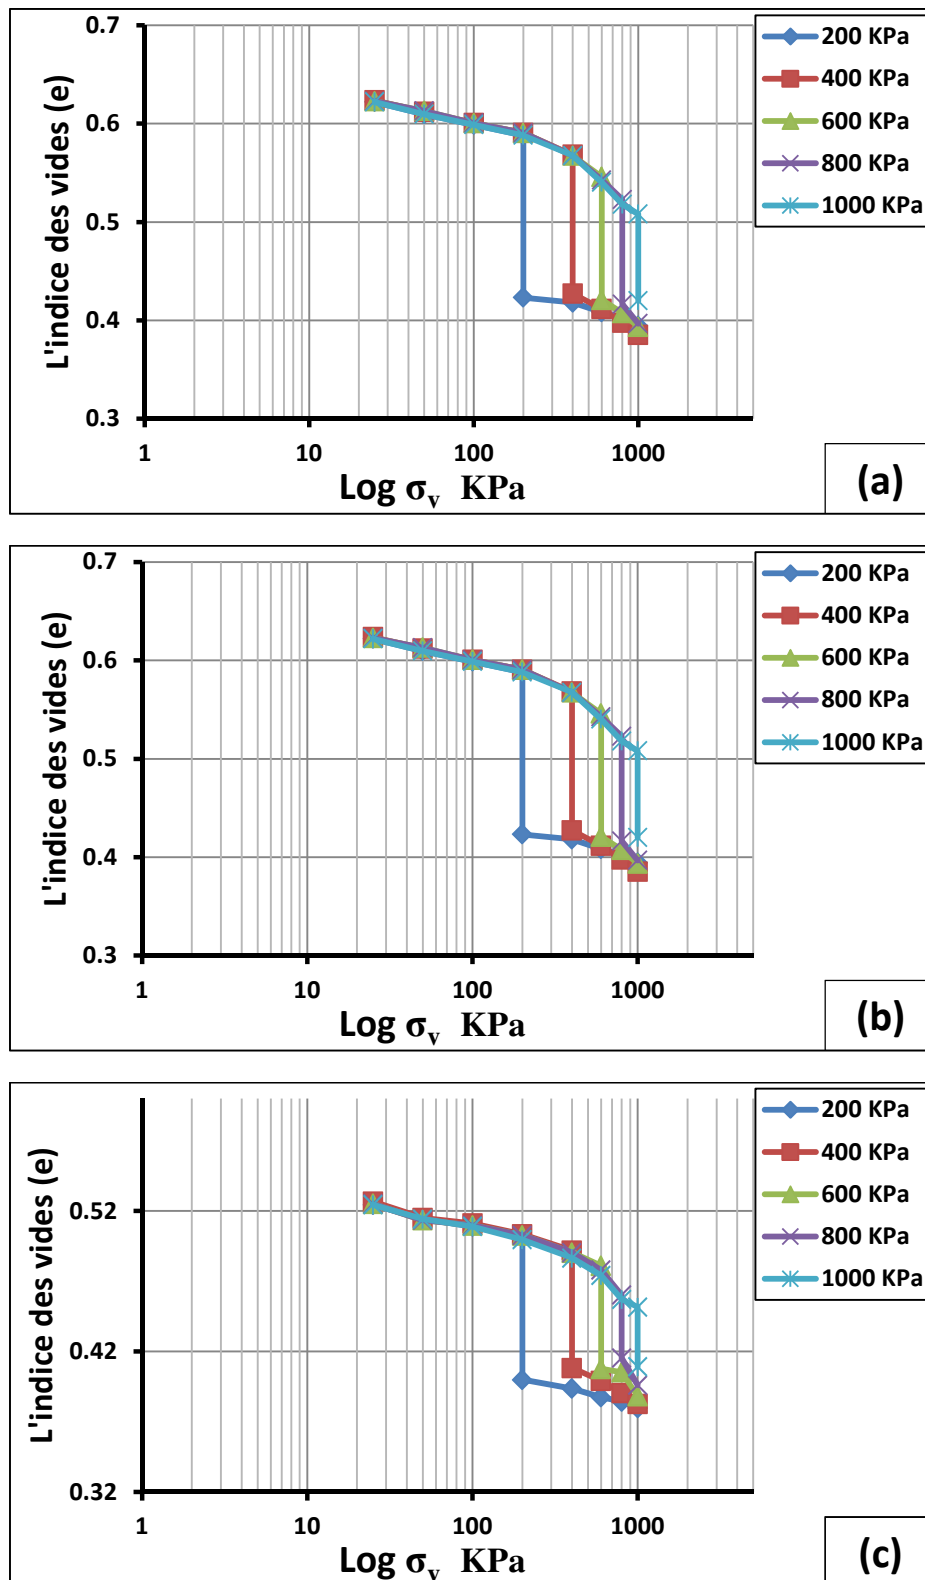 0.7
0.6
0.5
0.4
0.3
L'indice des vides (e)
1
10
100
1000
Log σv KPa
200 KPa
400 KPa
600 KPa
800 KPa
1000 KPa
(a)
0.7
0.6
0.5
0.4
0.3
L'indice des vides (e)
1
10
100
1000
Log σv KPa
200 KPa
400 KPa
600 KPa
800 KPa
1000 KPa
(b)
0.52
0.42
0.32
L'indice des vides (e)
1
10
100
1000
Log σv KPa
200 KPa
400 KPa
600 KPa
800 KPa
1000 KPa
(c)